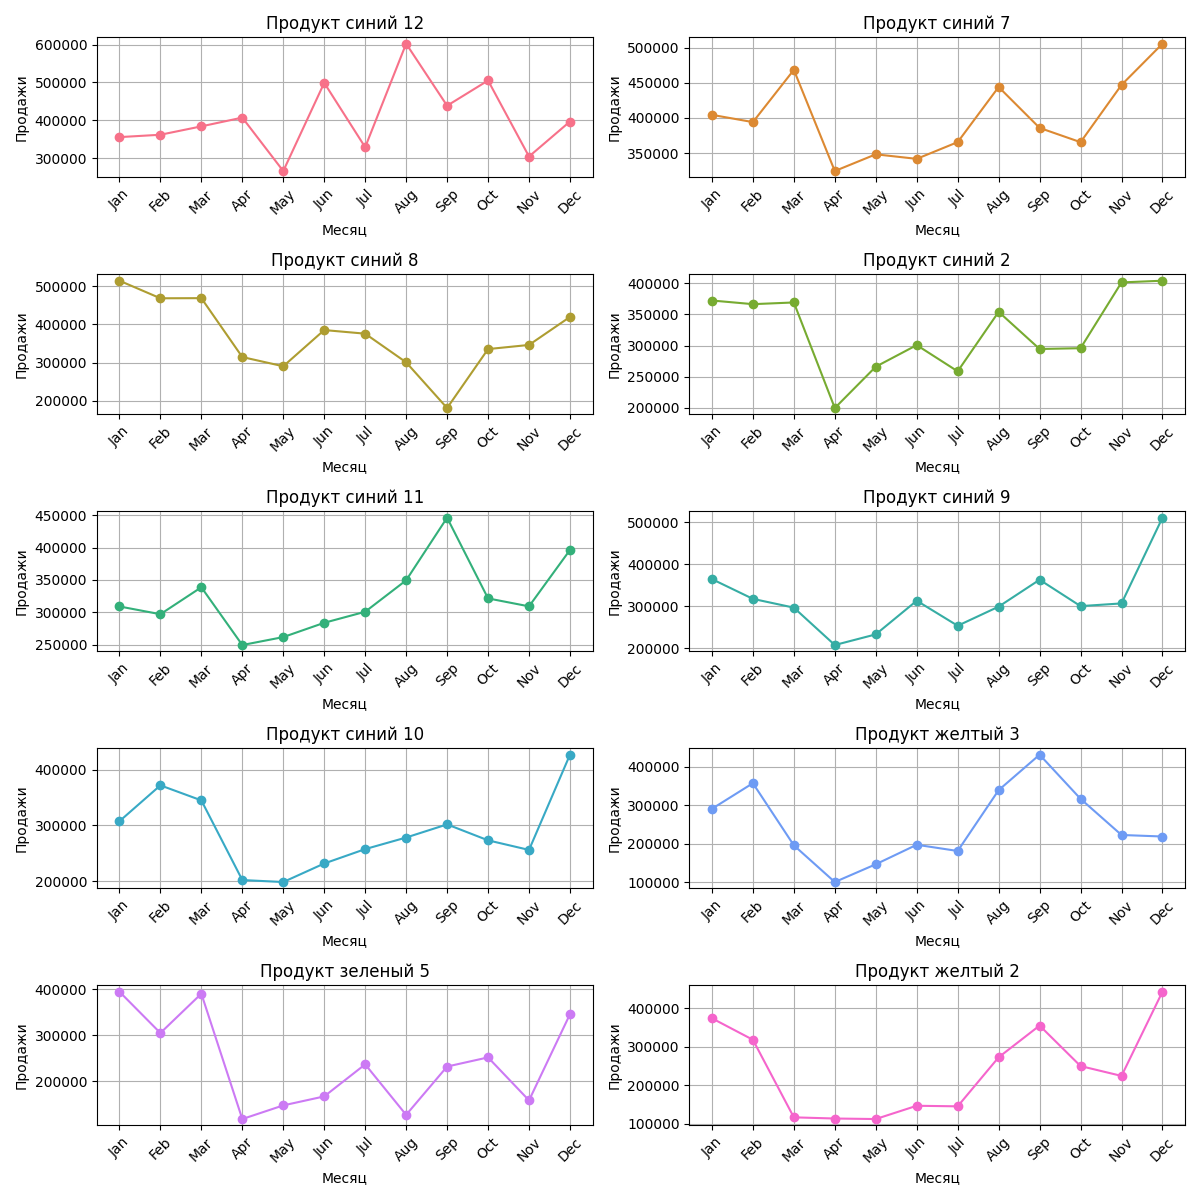 Продукт синий 12
Продажи
600000
500000
400000
300000
Jan Feb Mar Apr May Jun Jul Aug Sep Oct Nov Dec
Месяц
Продукт синий 7
Продажи
500000
450000
400000
350000
Jan Feb Mar Apr May Jun Jul Aug Sep Oct Nov Dec
Месяц
Продукт синий 8
Продажи
500000
400000
300000
200000
Jan Feb Mar Apr May Jun Jul Aug Sep Oct Nov Dec
Месяц
Продукт синий 2
Продажи
400000
350000
300000
250000
200000
Jan Feb Mar Apr May Jun Jul Aug Sep Oct Nov Dec
Месяц
Продукт синий 11
Продажи
450000
400000
350000
300000
250000
Jan Feb Mar Apr May Jun Jul Aug Sep Oct Nov Dec
Месяц
Продукт синий 9
Продажи
500000
400000
300000
200000
Jan Feb Mar Apr May Jun Jul Aug Sep Oct Nov Dec
Месяц
Продукт синий 10
Продажи
400000
300000
200000
Jan Feb Mar Apr May Jun Jul Aug Sep Oct Nov Dec
Месяц
Продукт желтый 3
Продажи
400000
300000
200000
100000
Jan Feb Mar Apr May Jun Jul Aug Sep Oct Nov Dec
Месяц
Продукт зеленый 5
Продажи
400000
300000
200000
Jan Feb Mar Apr May Jun Jul Aug Sep Oct Nov Dec
Месяц
Продукт желтый 2
Продажи
400000
300000
200000
100000
Jan Feb Mar Apr May Jun Jul Aug Sep Oct Nov Dec
Месяц